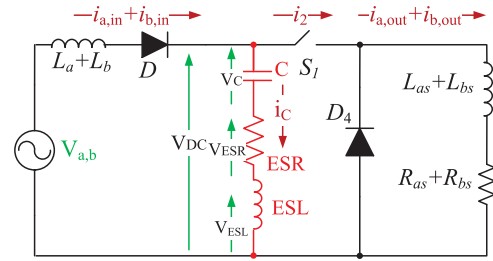 i_a,in+i_b,in
i_2
-i_a,out+i_b,out
L_a+L_b
D
V_C
C
S_1
L_as+L_bs
i_C
D_4
V_a,b
V_DC
V_ESR
ESR
R_as+R_bs
ESL
V_ESL